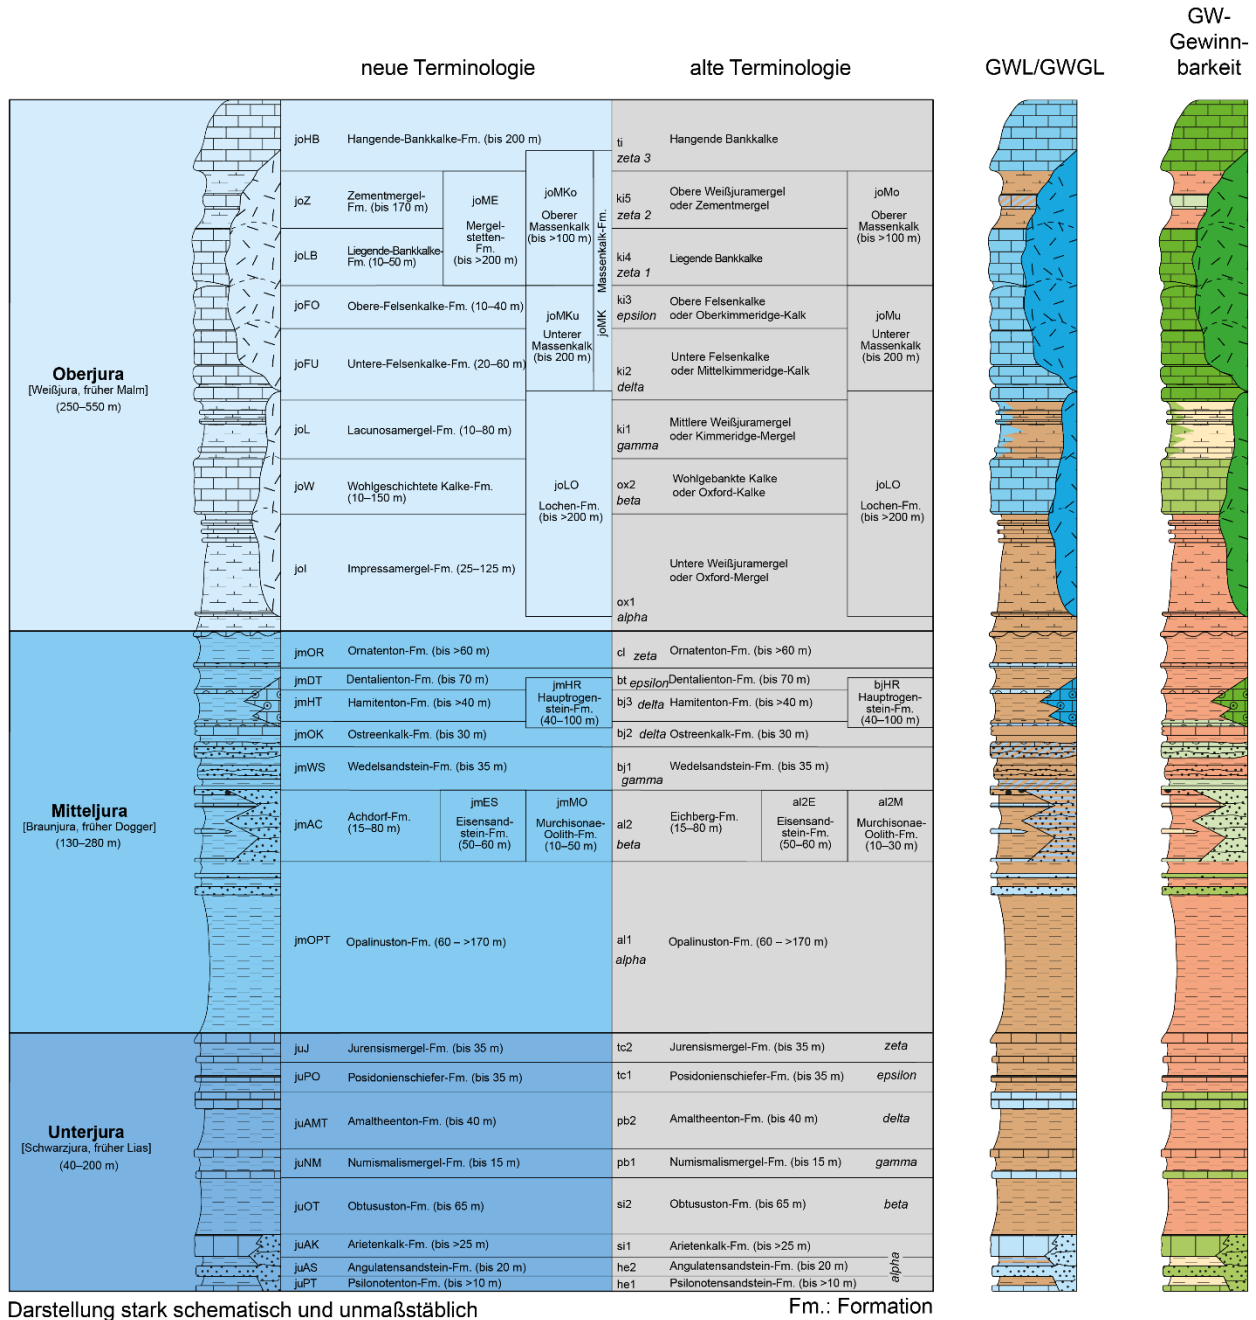 GW-
Gewinn-
barkeit
neue Terminologie
alte Terminologie
GWL/GWGL
Oberjura
[Weißjura, früher Malm]
(250–550 m)
joHB Hangende-Bankkalke-Fm. (bis 200 m)
joZ Zementmergel-
Fm. (bis 170 m)
joLB Liegende-Bankkalke-
Fm. (10–50 m)
joME
Mergel-
stetten-
Fm.
(bis >200 m)
joMKo
Oberer
Massenkalk
(bis >100 m)
joMK Massenkalk-Fm.
joFO Obere-Felsenkalke-Fm. (10–40 m)
joFU Untere-Felsenkalke-Fm. (20–60 m)
joMKu
Unterer
Massenkalk
(bis 200 m)
joL Lacunosamergel-Fm. (10–80 m)
joW Wohlgeschichtete Kalke-Fm.
(10–150 m)
joI Impressamergel-Fm. (25–125 m)
joLO
Lochen-Fm.
(bis >200 m)
ti Hangende Bankkalke
zeta 3
ki5 Obere Weißjuramergel
zeta 2 oder Zementmergel
ki4 Liegende Bankkalke
zeta 1
joMo
Oberer
Massenkalk
(bis >100 m)
ki3 Obere Felsenkalke
epsilon oder Oberkimmeridge-Kalk
ki2 Untere Felsenkalke
delta oder Mittelkimmeridge-Kalk
joMu
Unterer
Massenkalk
(bis 200 m)
ki1 Mittlere Weißjuramergel
gamma oder Kimmeridge-Mergel
ox2 Wohlgebankte Kalke
beta oder Oxford-Kalke
Untere Weißjuramergel
oder Oxford-Mergel
ox1
alpha
joLO
Lochen-Fm.
(bis >200 m)
Mitteljura
[Braunjura, früher Dogger]
(130–280 m)
jmOR Ornatenton-Fm. (bis >60 m)
jmDT Dentalienton-Fm. (bis 70 m)
jmHT Hamitenton-Fm. (bis >40 m)
jmHR
Hauptrogen-
stein-Fm.
(40–100 m)
jmOK Ostreenkalk-Fm. (bis 30 m)
jmWS Wedelsandstein-Fm. (bis 35 m)
jmAC Achdorf-Fm.
(15–80 m)
jmES
Eisensand-
stein-Fm.
(50–60 m)
jmMO
Murchisonae-
Oolith-Fm.
(10–50 m)
jmOPT Opalinuston-Fm. (60 – >170 m)
cl zeta Ornatenton-Fm. (bis >60 m)
bt epsilon Dentalienton-Fm. (bis 70 m)
bj3 delta Hamitenton-Fm. (bis >40 m)
bjHR
Hauptrogen-
stein-Fm.
(40–100 m)
bj2 delta Ostreenkalk-Fm. (bis 30 m)
bj1 Wedelsandstein-Fm. (bis 35 m)
gamma
al2 Eichberg-Fm.
beta (15–80 m)
al2E
Eisensand-
stein-Fm.
(50–60 m)
al2M
Murchisonae-
Oolith-Fm.
(10–30 m)
al1 Opalinuston-Fm. (60 – >170 m)
alpha
Unterjura
[Schwarzjura, früher Lias]
(40–200 m)
juJ Jurensismergel-Fm. (bis 35 m)
juPO Posidonienschiefer-Fm. (bis 35 m)
juAMT Amaltheenton-Fm. (bis 40 m)
juNM Numismalismergel-Fm. (bis 15 m)
juOT Obtususton-Fm. (bis 65 m)
juAK Arietenkalk-Fm. (bis >25 m)
juAS Angulatensandstein-Fm. (bis 20 m)
juPT Psilonotenton-Fm. (bis >10 m)
tc2 Jurensismergel-Fm. (bis 35 m) zeta
tc1 Posidonienschiefer-Fm. (bis 35 m) epsilon
pb2 Amaltheenton-Fm. (bis 40 m) delta
pb1 Numismalismergel-Fm. (bis 15 m) gamma
si2 Obtususton-Fm. (bis 65 m) beta
si1 Arietenkalk-Fm. (bis >25 m)
he2 Angulatensandstein-Fm. (bis 20 m)
he1 Psilonotensandstein-Fm. (bis >10 m)
alpha
Darstellung stark schematisch und unmaßstäblich
Fm.: Formation